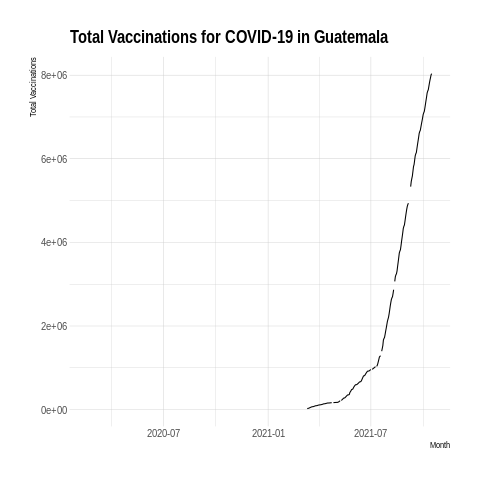 Total Vaccinations for COVID-19 in Guatemala
Total Vaccinations
8e+06
6e+06
4e+06
2e+06
0e+00
2020-07 2021-01 2021-07
Month